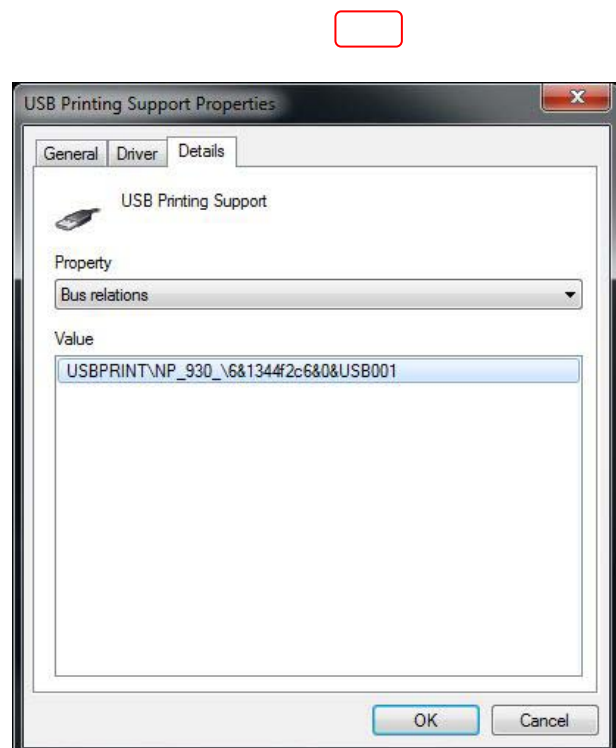 USB Printing Support Properties
x
General Driver Details
USB Printing Support
Property
Bus relations
Value
USBPRINT\NP_930_\6&1344f2c6&0&USB001
OK Cancel